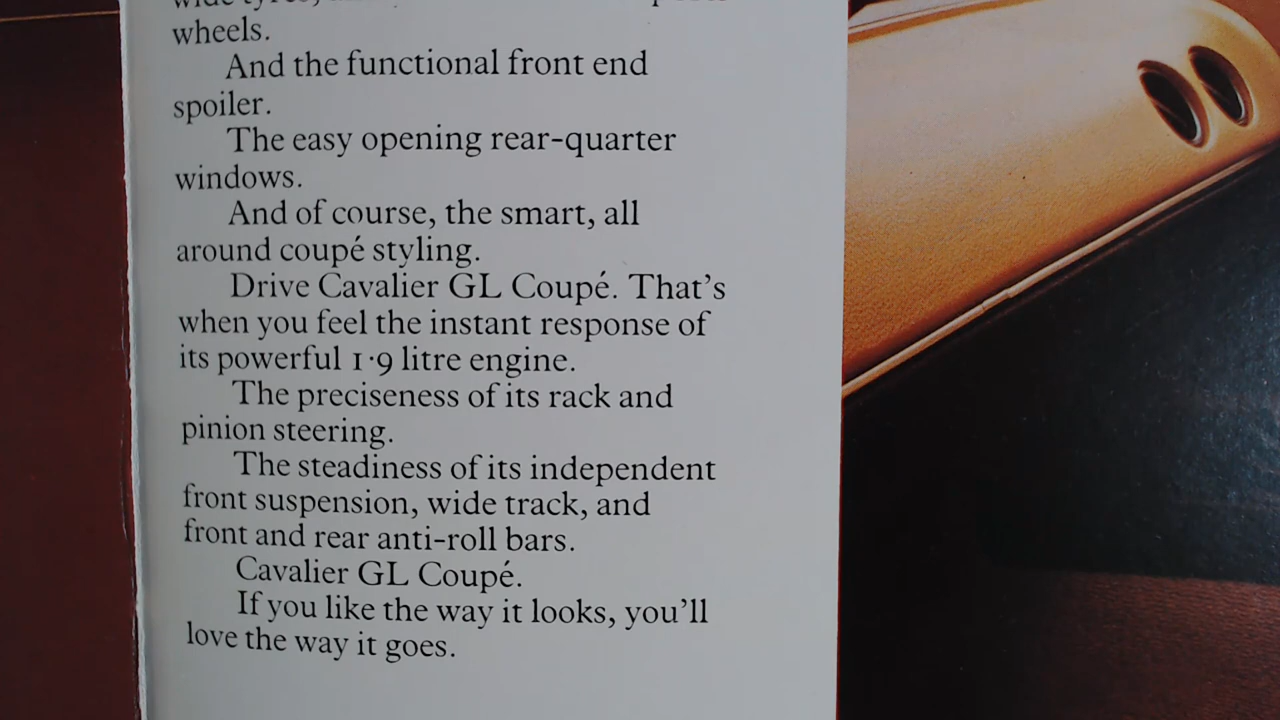 wheels.
And the functional front end
spoiler.
The easy opening rear-quarter
windows.
And of course, the smart, all
around coupé styling.
Drive Cavalier GL Coupé. That's
when you feel the instant response of
its powerful 1·9 litre engine.
The preciseness of its rack and
pinion steering.
The steadiness of its independent
front suspension, wide track, and
front and rear anti-roll bars.
Cavalier GL Coupé.
If you like the way it looks, you'll
love the way it goes.